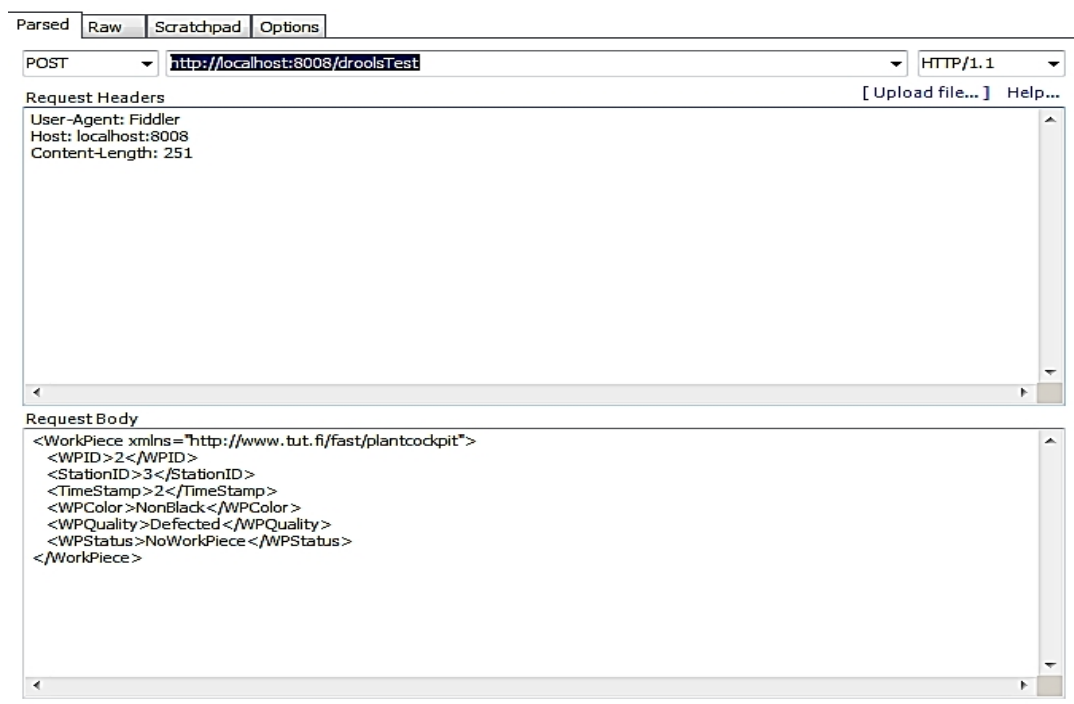 Parsed Raw Scratchpad Options
POST http://localhost:8008/droolsTest HTTP/1.1
Request Headers [ Upload file... ] Help...
User-Agent: Fiddler
Host: localhost:8008
Content-Length: 251
Request Body
<WorkPiece xmlns="http://www.tut.fi/fast/plantcockpit">
<WPID>2</WPID>
<StationID>3</StationID>
<TimeStamp>2</TimeStamp>
<WPColor>NonBlack</WPColor>
<WPQuality>Defected</WPQuality>
<WPStatus>NoWorkPiece</WPStatus>
</WorkPiece>